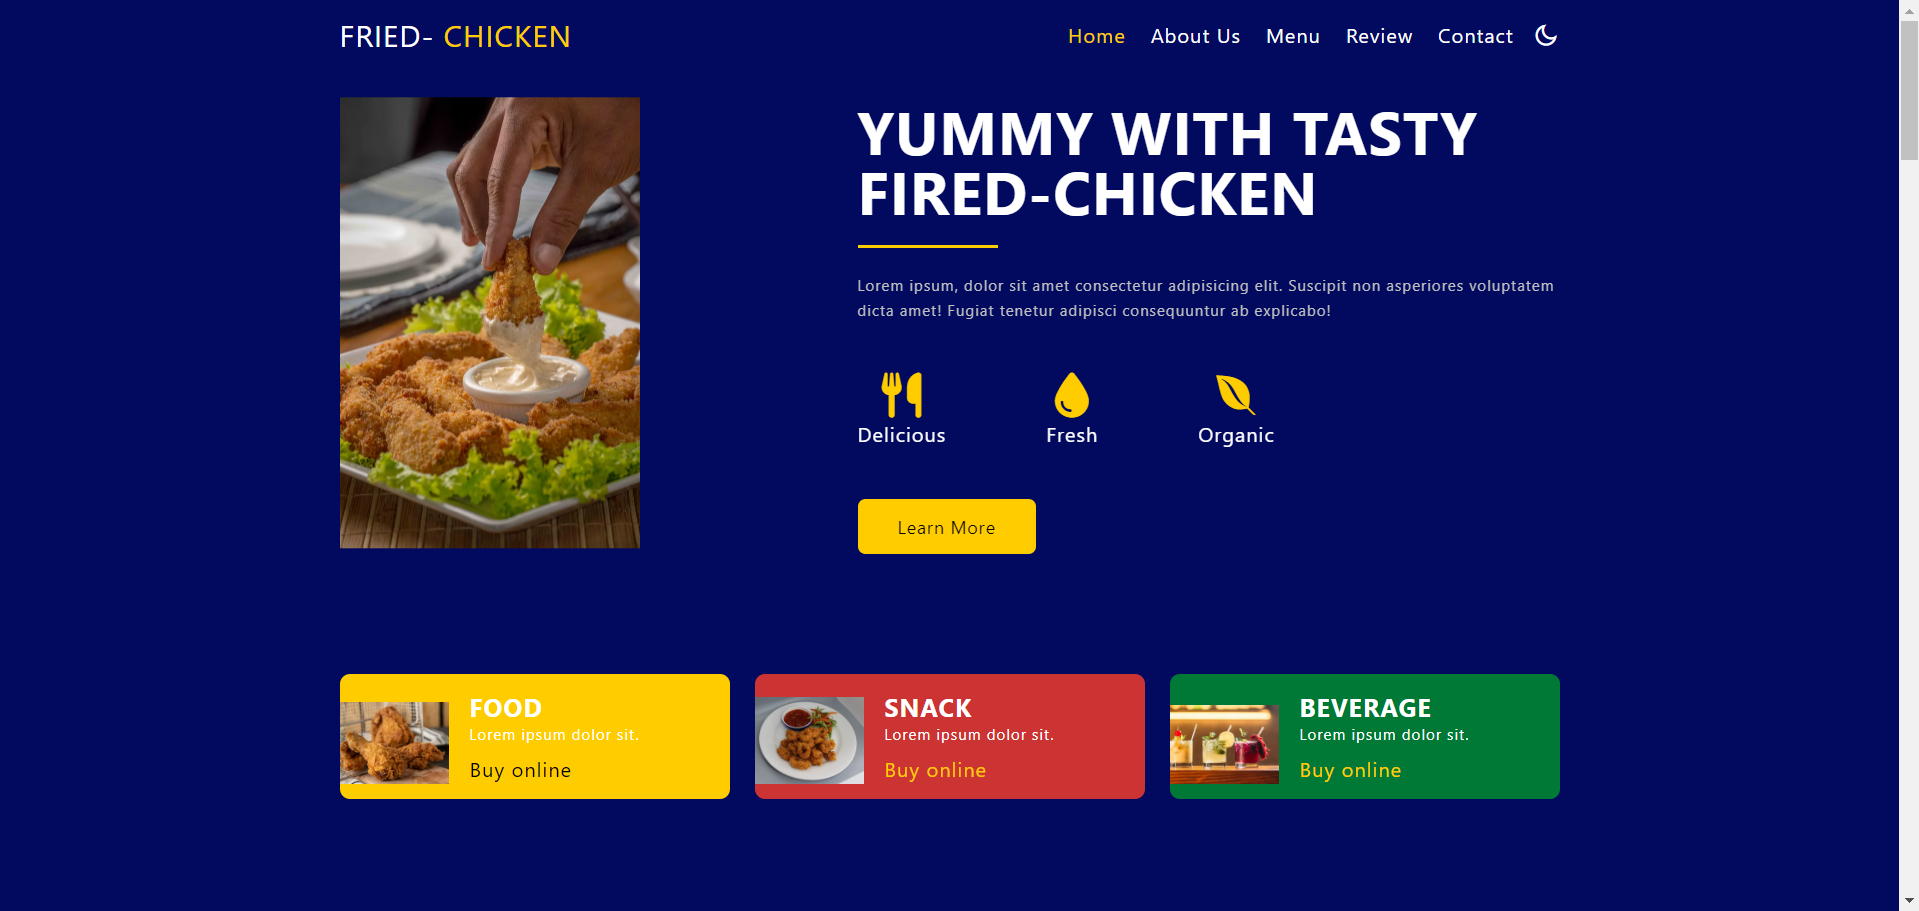 FRIED- CHICKEN
Home About Us Menu Review Contact
YUMMY WITH TASTY
FIRED-CHICKEN
Lorem ipsum, dolor sit amet consectetur adipisicing elit. Suscipit non asperiores voluptatem
dicta amet! Fugiat tenetur adipisci consequuntur ab explicabo!
Delicious
Fresh
Organic
Learn More
FOOD
Lorem ipsum dolor sit.
Buy online
SNACK
Lorem ipsum dolor sit.
Buy online
BEVERAGE
Lorem ipsum dolor sit.
Buy online